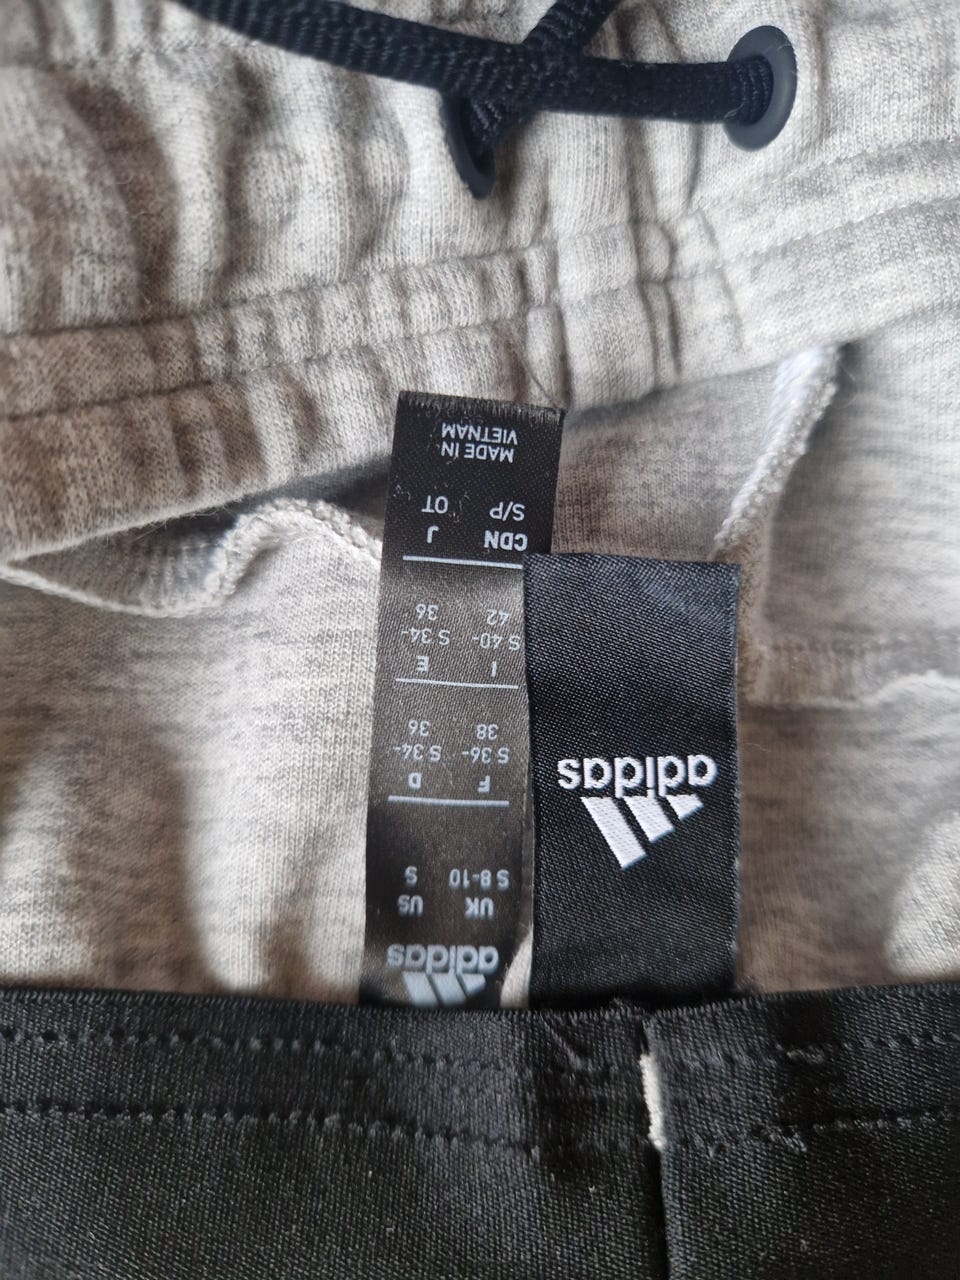 adidas
UK US
S 8-10 S
F D
S 36- S 34-
38 36
I E
S 40- S 34-
42 36
CDN J
S/P OT
MADE IN
VIETNAM
adidas